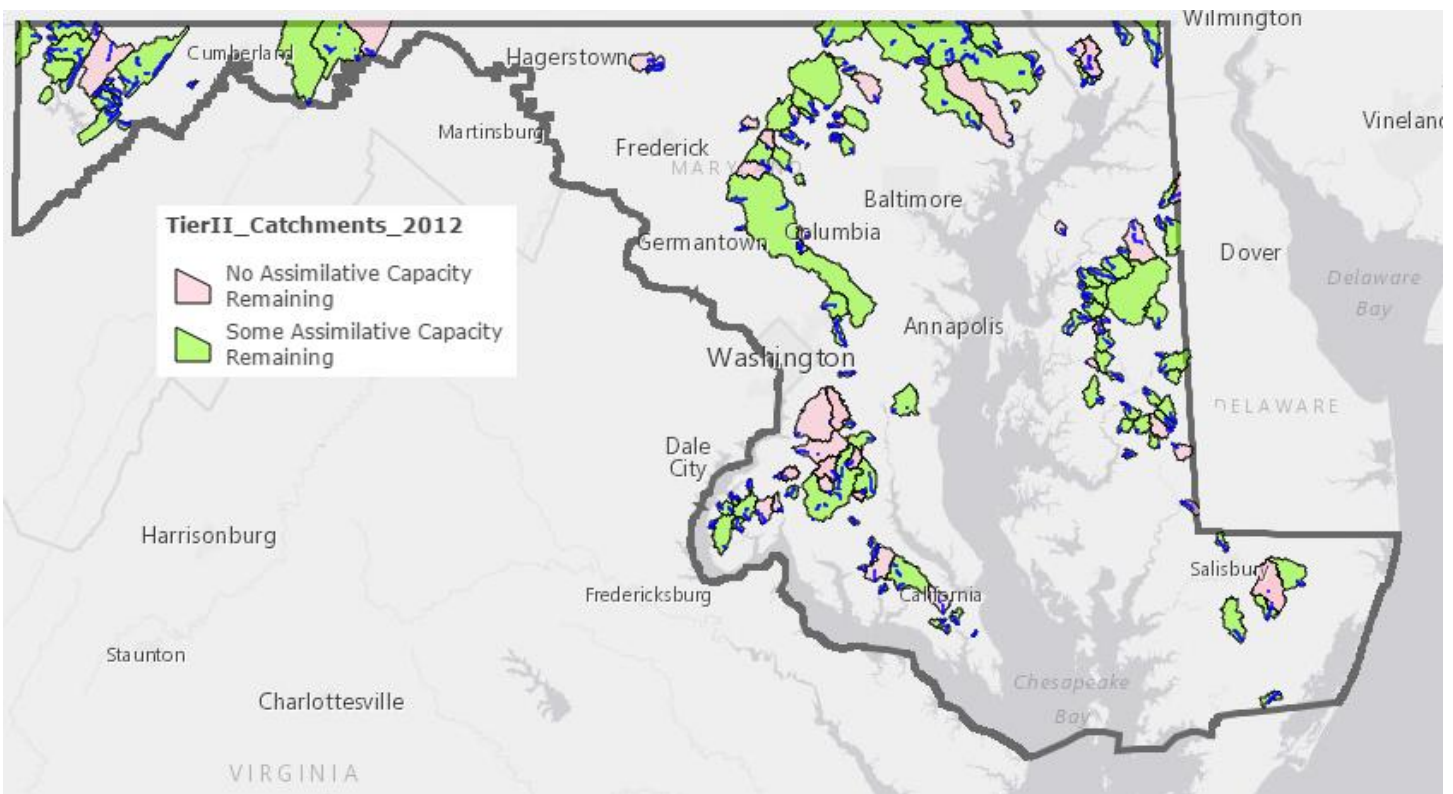 Wilmington
Cumberland
Hagerstown
Vineland
Martinsburg
Frederick
MARYLAND
Baltimore
TierII_Catchments_2012
Columbia
Germantown
Dover
No Assimilative Capacity
Remaining
Delaware
Bay
Some Assimilative Capacity
Remaining
Annapolis
Washington
DELAWARE
Dale
City
Harrisonburg
Salisbury
Fredericksburg
California
Staunton
Chesapeake
Bay
Charlottesville
VIRGINIA